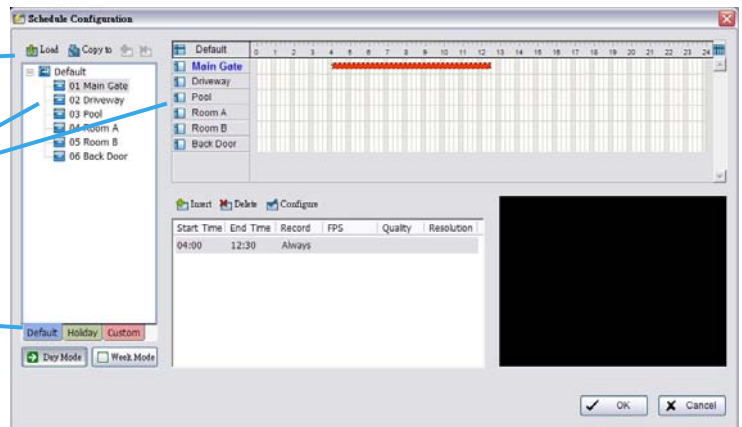 Schedule Configuration
Load Copy to
Default
01 Main Gate
02 Driveway
03 Pool
04 Room A
05 Room B
06 Back Door
Default Holiday Custom
Day Mode Week Mode
Default 0 1 2 3 4 5 6 7 8 9 10 11 12 13 14 15 16 17 18 19 20 21 22 23 24
Main Gate
Driveway
Pool
Room A
Room B
Back Door
Insert Delete Configure
Start Time End Time Record FPS Quality Resolution
04:00 12:30 Always
OK Cancel